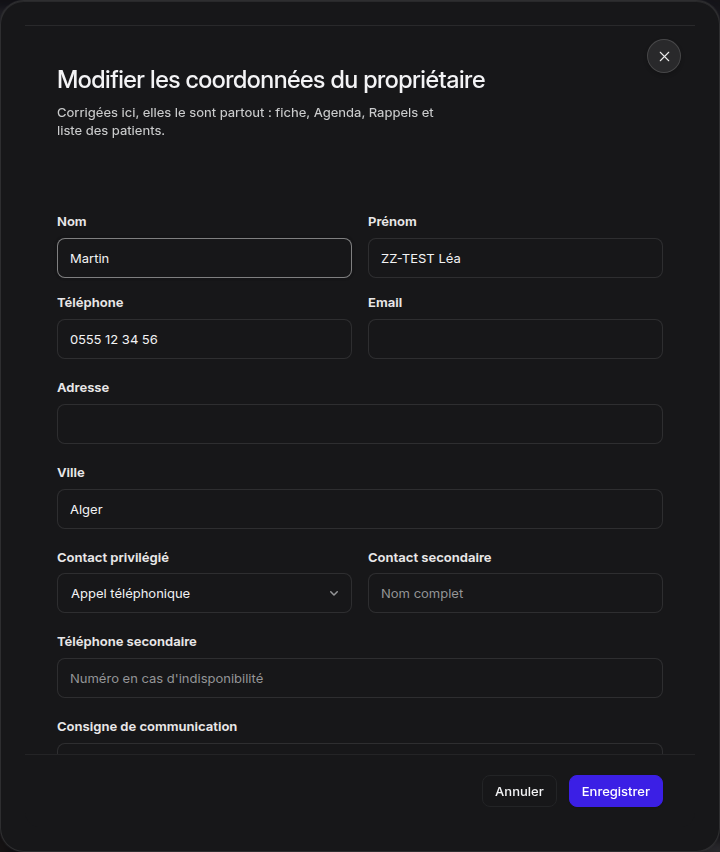 Modifier les coordonnées du propriétaire
Corrigées ici, elles le sont partout : fiche, Agenda, Rappels et
liste des patients.
Nom
Prénom
Martin
ZZ-TEST Léa
Téléphone
Email
0555 12 34 56
Adresse
Ville
Alger
Contact privilégié
Contact secondaire
Appel téléphonique
Nom complet
Téléphone secondaire
Numéro en cas d'indisponibilité
Consigne de communication
Annuler
Enregistrer